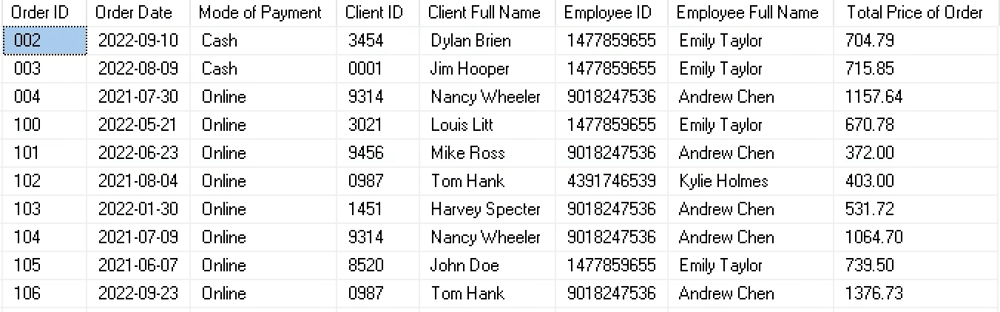 Order ID Order Date Mode of Payment Client ID Client Full Name Employee ID Employee Full Name Total Price of Order
002 2022-09-10 Cash 3454 Dylan Brien 1477859655 Emily Taylor 704.79
003 2022-08-09 Cash 0001 Jim Hooper 1477859655 Emily Taylor 715.85
004 2021-07-30 Online 9314 Nancy Wheeler 9018247536 Andrew Chen 1157.64
100 2022-05-21 Online 3021 Louis Litt 1477859655 Emily Taylor 670.78
101 2022-06-23 Online 9456 Mike Ross 9018247536 Andrew Chen 372.00
102 2021-08-04 Online 0987 Tom Hank 4391746539 Kylie Holmes 403.00
103 2022-01-30 Online 1451 Harvey Specter 9018247536 Andrew Chen 531.72
104 2021-07-09 Online 9314 Nancy Wheeler 9018247536 Andrew Chen 1064.70
105 2021-06-07 Online 8520 John Doe 1477859655 Emily Taylor 739.50
106 2022-09-23 Online 0987 Tom Hank 9018247536 Andrew Chen 1376.73